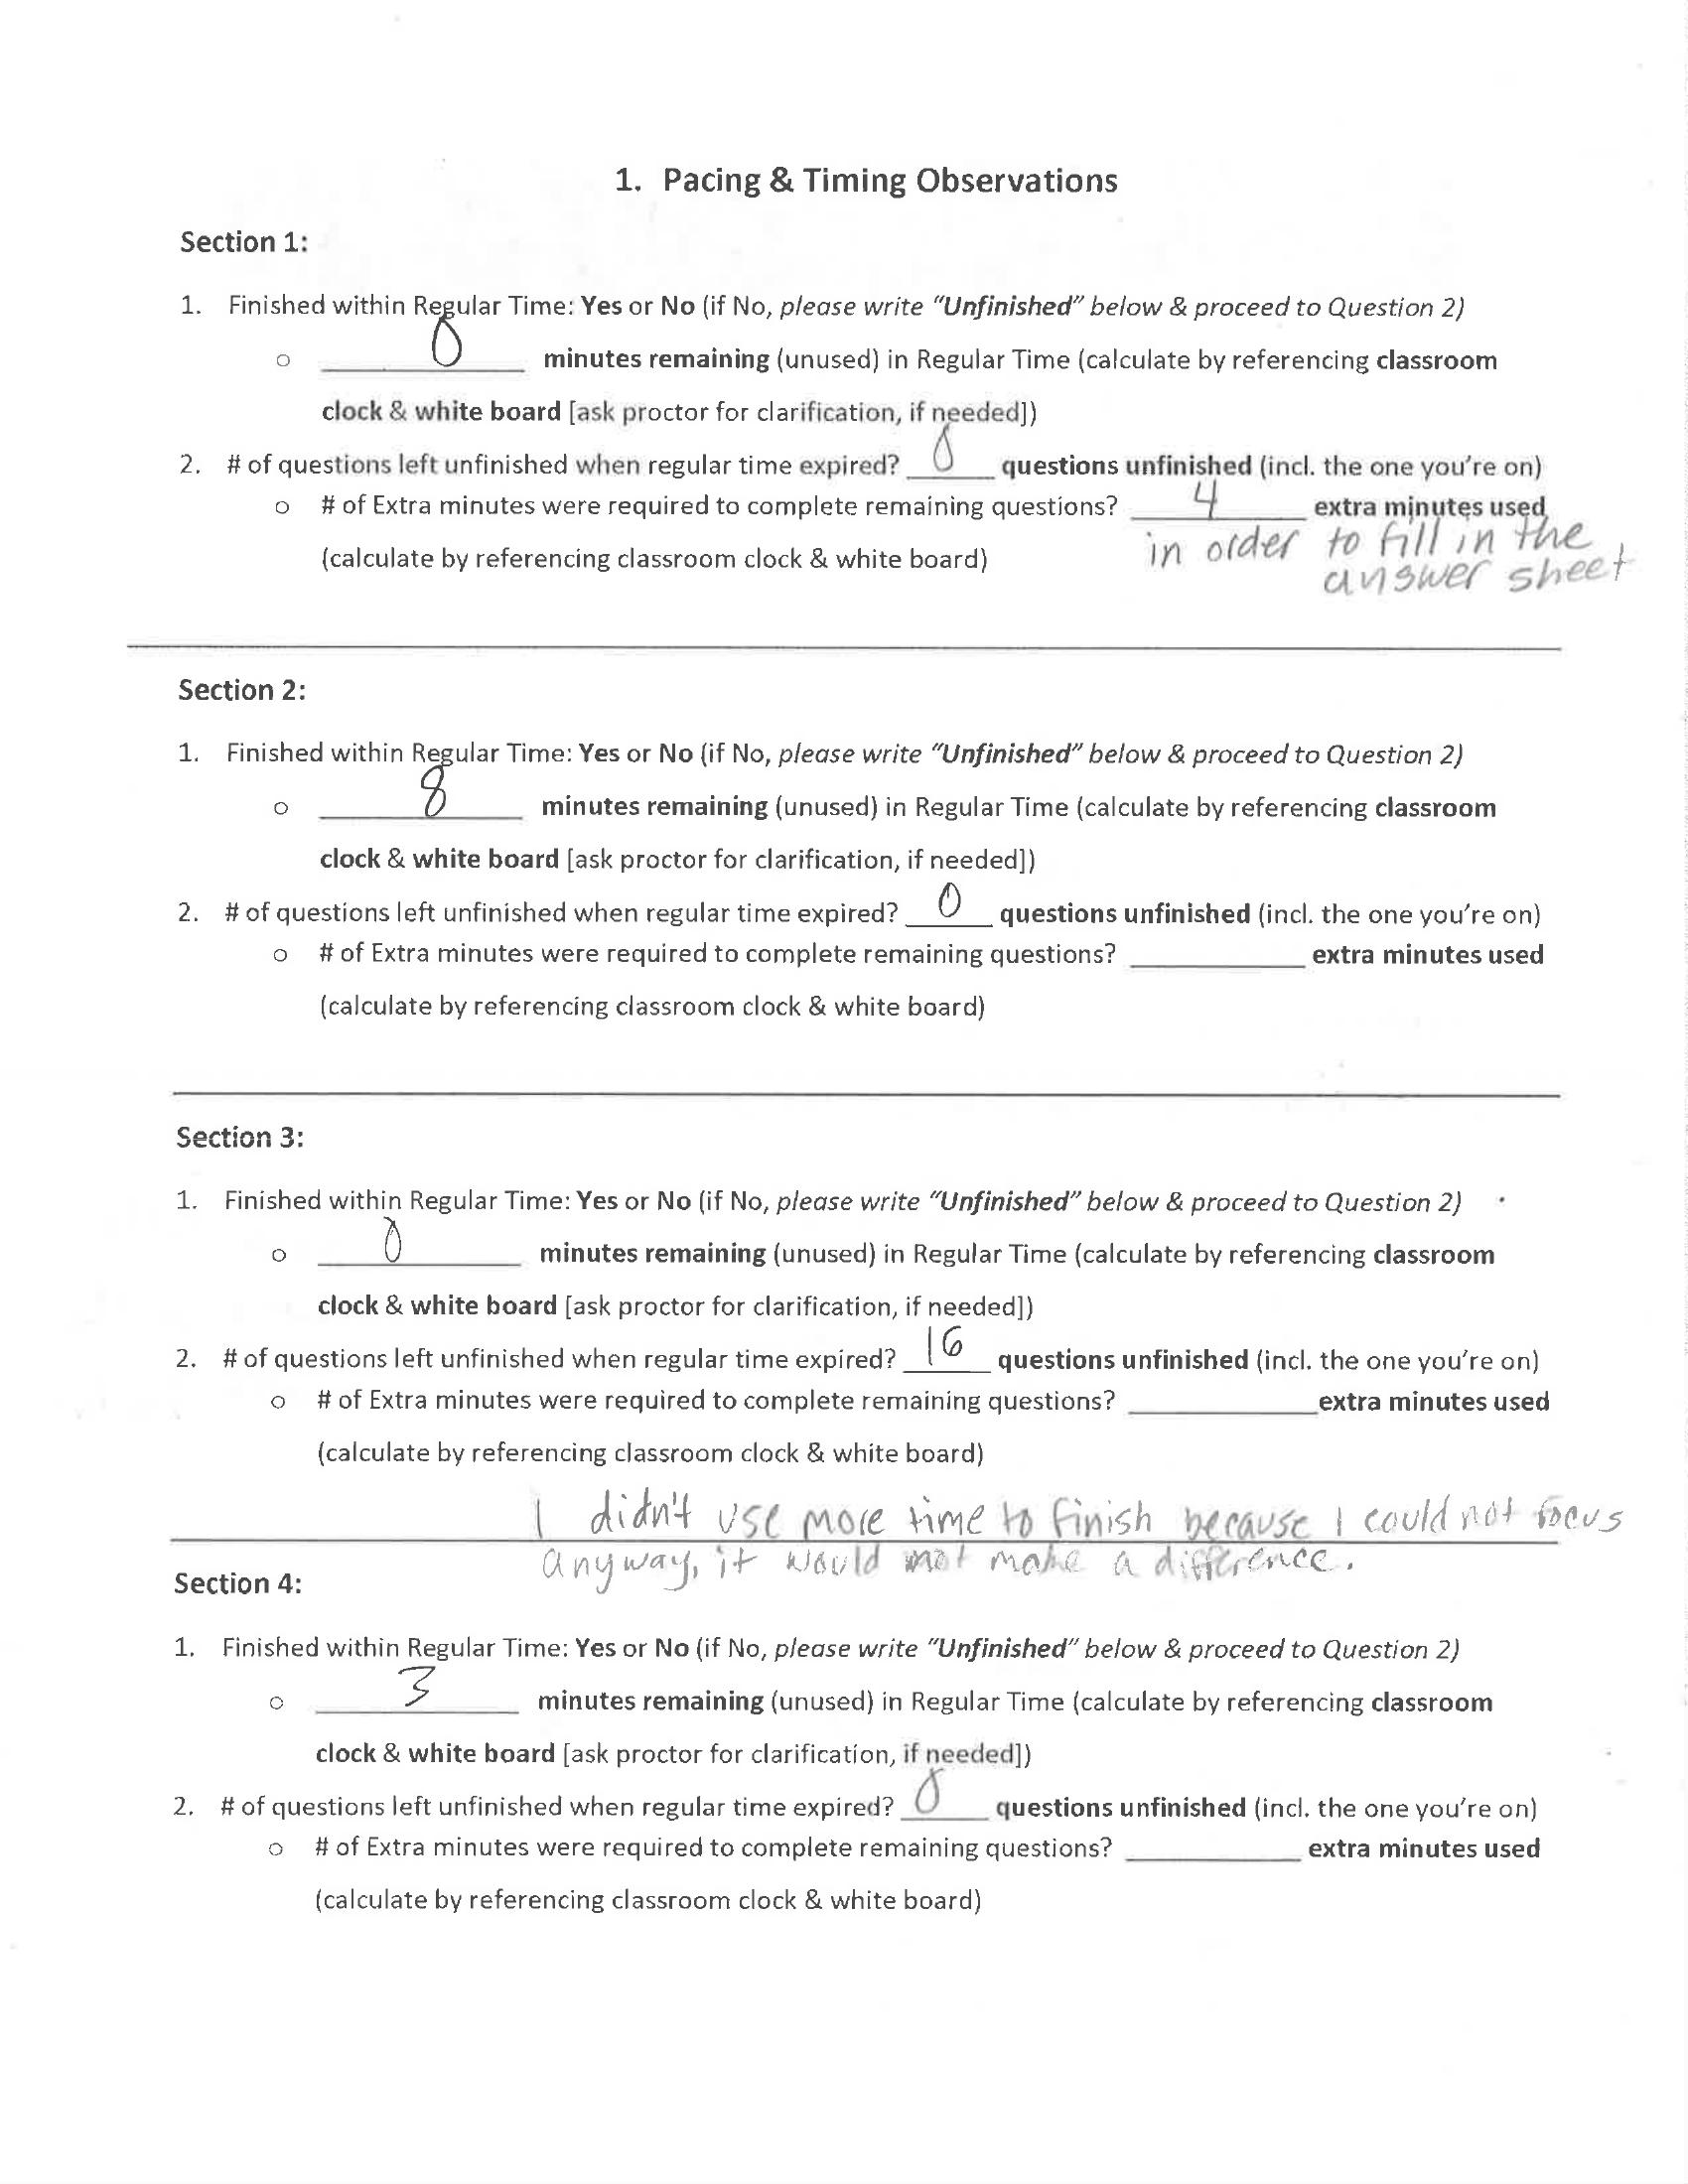 1. Pacing & Timing Observations
Section 1:
1. Finished within Regular Time: Yes or No (if No, please write "Unfinished" below & proceed to Question 2)
o 0 minutes remaining (unused) in Regular Time (calculate by referencing classroom
clock & white board [ask proctor for clarification, if needed])
2. # of questions left unfinished when regular time expired? 0 questions unfinished (incl. the one you're on)
o # of Extra minutes were required to complete remaining questions? 4 extra minutes used
in order to fill in the
(calculate by referencing classroom clock & white board)
answer sheet
Section 2:
1. Finished within Regular Time: Yes or No (if No, please write "Unfinished" below & proceed to Question 2)
o 8 minutes remaining (unused) in Regular Time (calculate by referencing classroom
clock & white board [ask proctor for clarification, if needed])
2. # of questions left unfinished when regular time expired? 0 questions unfinished (incl. the one you're on)
o # of Extra minutes were required to complete remaining questions? ____ extra minutes used
(calculate by referencing classroom clock & white board)
Section 3:
1. Finished within Regular Time: Yes or No (if No, please write "Unfinished" below & proceed to Question 2)
o 0 minutes remaining (unused) in Regular Time (calculate by referencing classroom
clock & white board [ask proctor for clarification, if needed])
2. # of questions left unfinished when regular time expired? 16 questions unfinished (incl. the one you're on)
o # of Extra minutes were required to complete remaining questions? ____ extra minutes used
(calculate by referencing classroom clock & white board)
I didn't use more time to finish because I could not focus
anyway, it would not make a difference.
Section 4:
1. Finished within Regular Time: Yes or No (if No, please write "Unfinished" below & proceed to Question 2)
o 3 minutes remaining (unused) in Regular Time (calculate by referencing classroom
clock & white board [ask proctor for clarification, if needed])
2. # of questions left unfinished when regular time expired? 0 questions unfinished (incl. the one you're on)
o # of Extra minutes were required to complete remaining questions? ____ extra minutes used
(calculate by referencing classroom clock & white board)